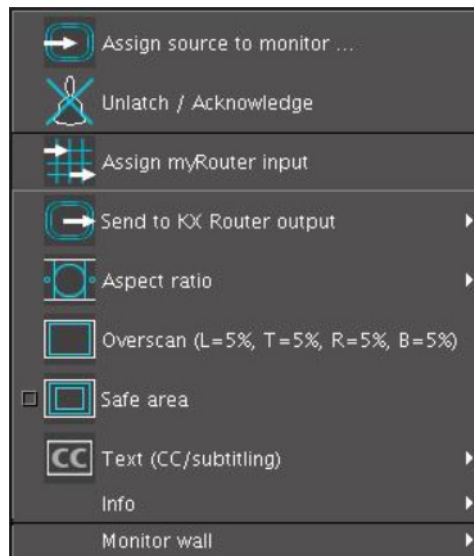 Assign source to monitor ...
Unlatch / Acknowledge
Assign myRouter input
Send to KX Router output
Aspect ratio
Overscan (L=5%, T=5%, R=5%, B=5%)
Safe area
CC Text (CC/subtitling)
Info
Monitor wall